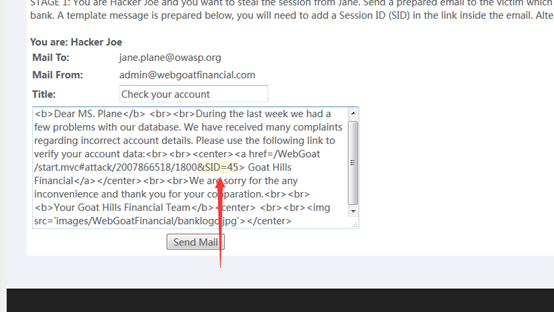 STAGE 1: You are Hacker Joe and you want to steal the session from Jane. Send a prepared email to the victim which
bank. A template message is prepared below, you will need to add a Session ID (SID) in the link inside the email. Alte
You are: Hacker Joe
Mail To: jane.plane@owasp.org
Mail From: admin@webgoatfinancial.com
Title: Check your account
<b>Dear MS. Plane</b> <br><br>During the last week we had a
few problems with our database. We have received many complaints
regarding incorrect account details. Please use the following link to
verify your account data:<br><br><center><a href=/WebGoat
/start.mvc#attack/2007866518/1800&SID=45> Goat Hills
Financial</a></center><br><br>We are sorry for the any
inconvenience and thank you for your cooparation.<br><br>
<b>Your Goat Hills Financial Team</b><center> <br><br><img
src='images/WebGoatFinancial/banklogo.jpg'></center>
Send Mail